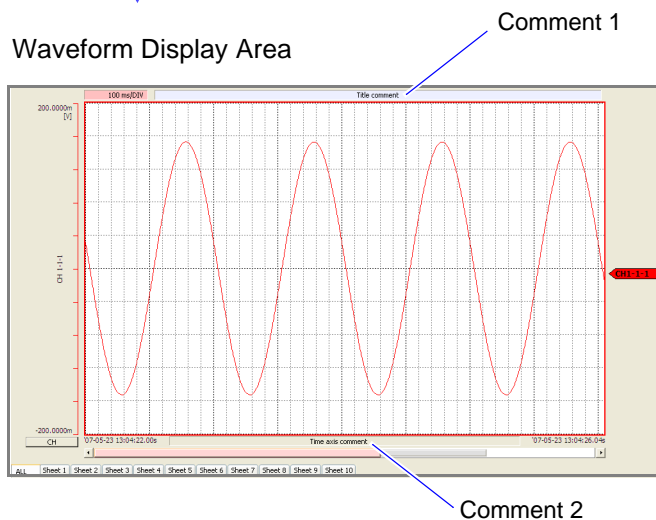 Comment 1
Waveform Display Area
100 ms/DIV Title comment
200.0000m
[V]
CH 1-1-1
CH1-1-1
-200.0000m
CH '07-05-23 13:04:22.00s Time axis comment '07-05-23 13:04:26.04s
ALL Sheet 1 Sheet 2 Sheet 3 Sheet 4 Sheet 5 Sheet 6 Sheet 7 Sheet 8 Sheet 9 Sheet 10
Comment 2